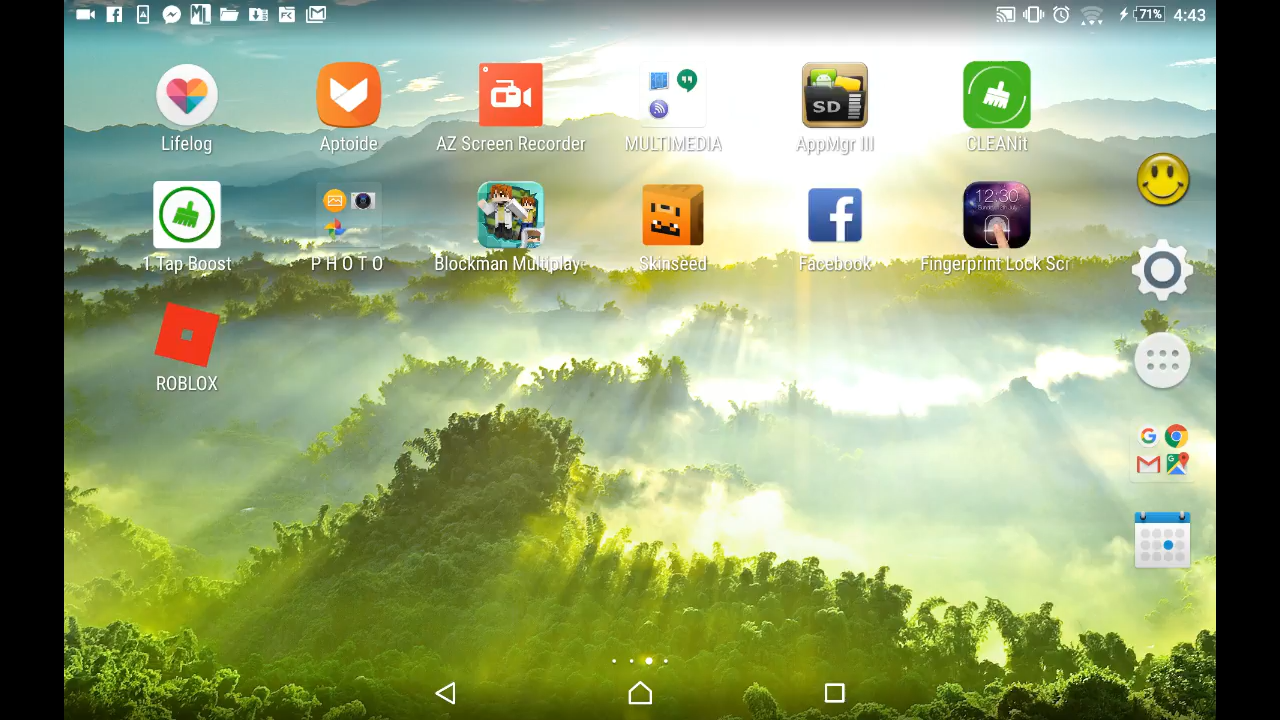 71% 4:43
Lifelog
Aptoide
AZ Screen Recorder
MULTIMEDIA
AppMgr III
CLEANit
1 Tap Boost
P H O T O
Blockman Multiplay
Skinseed
Facebook
12:30
Fingerprint Lock Scr
SD
ROBLOX